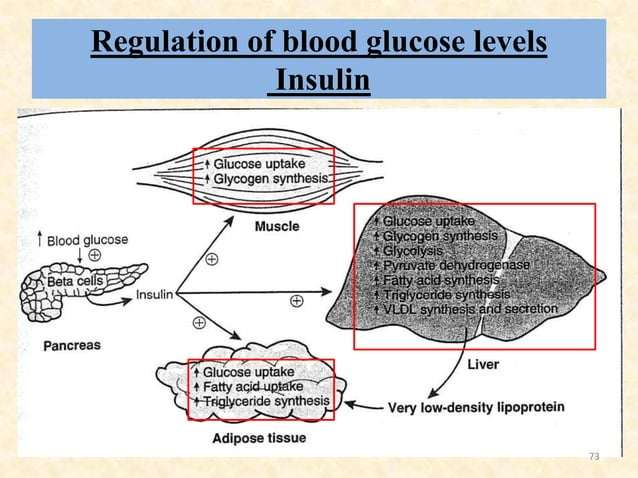 Regulation of blood glucose levels
Insulin
↑ Glucose uptake
↑ Glycogen synthesis
Muscle
↑ Blood glucose
⊕
Beta cells
Insulin
Pancreas
⊕
⊕
⊕
↑ Glucose uptake
↑ Glycogen synthesis
↑ Glycolysis
↑ Pyruvate dehydrogenase
↑ Fatty acid synthesis
↑ Triglyceride synthesis
↑ VLDL synthesis and secretion
Liver
↑ Glucose uptake
↑ Fatty acid uptake
↑ Triglyceride synthesis
Adipose tissue
Very low-density lipoprotein
73